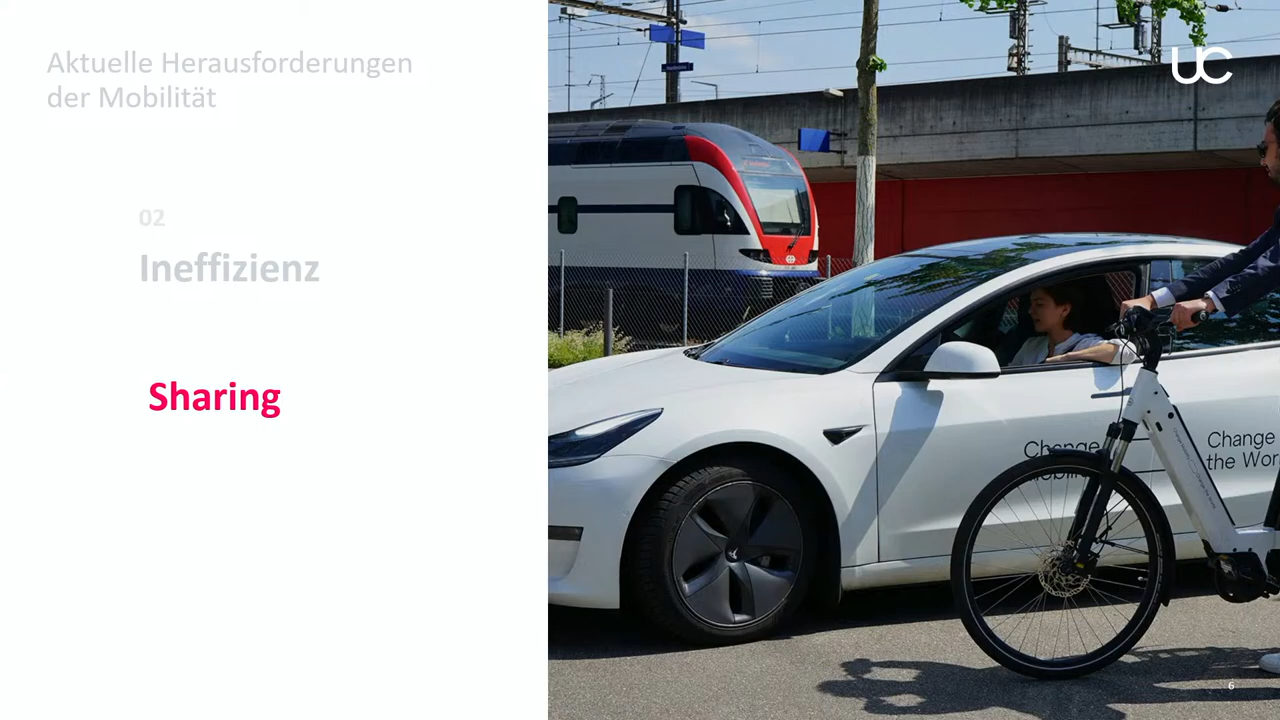 Aktuelle Herausforderungen
der Mobilität
UC
02
Ineffizienz
Sharing
Change
Change
the Wor
6